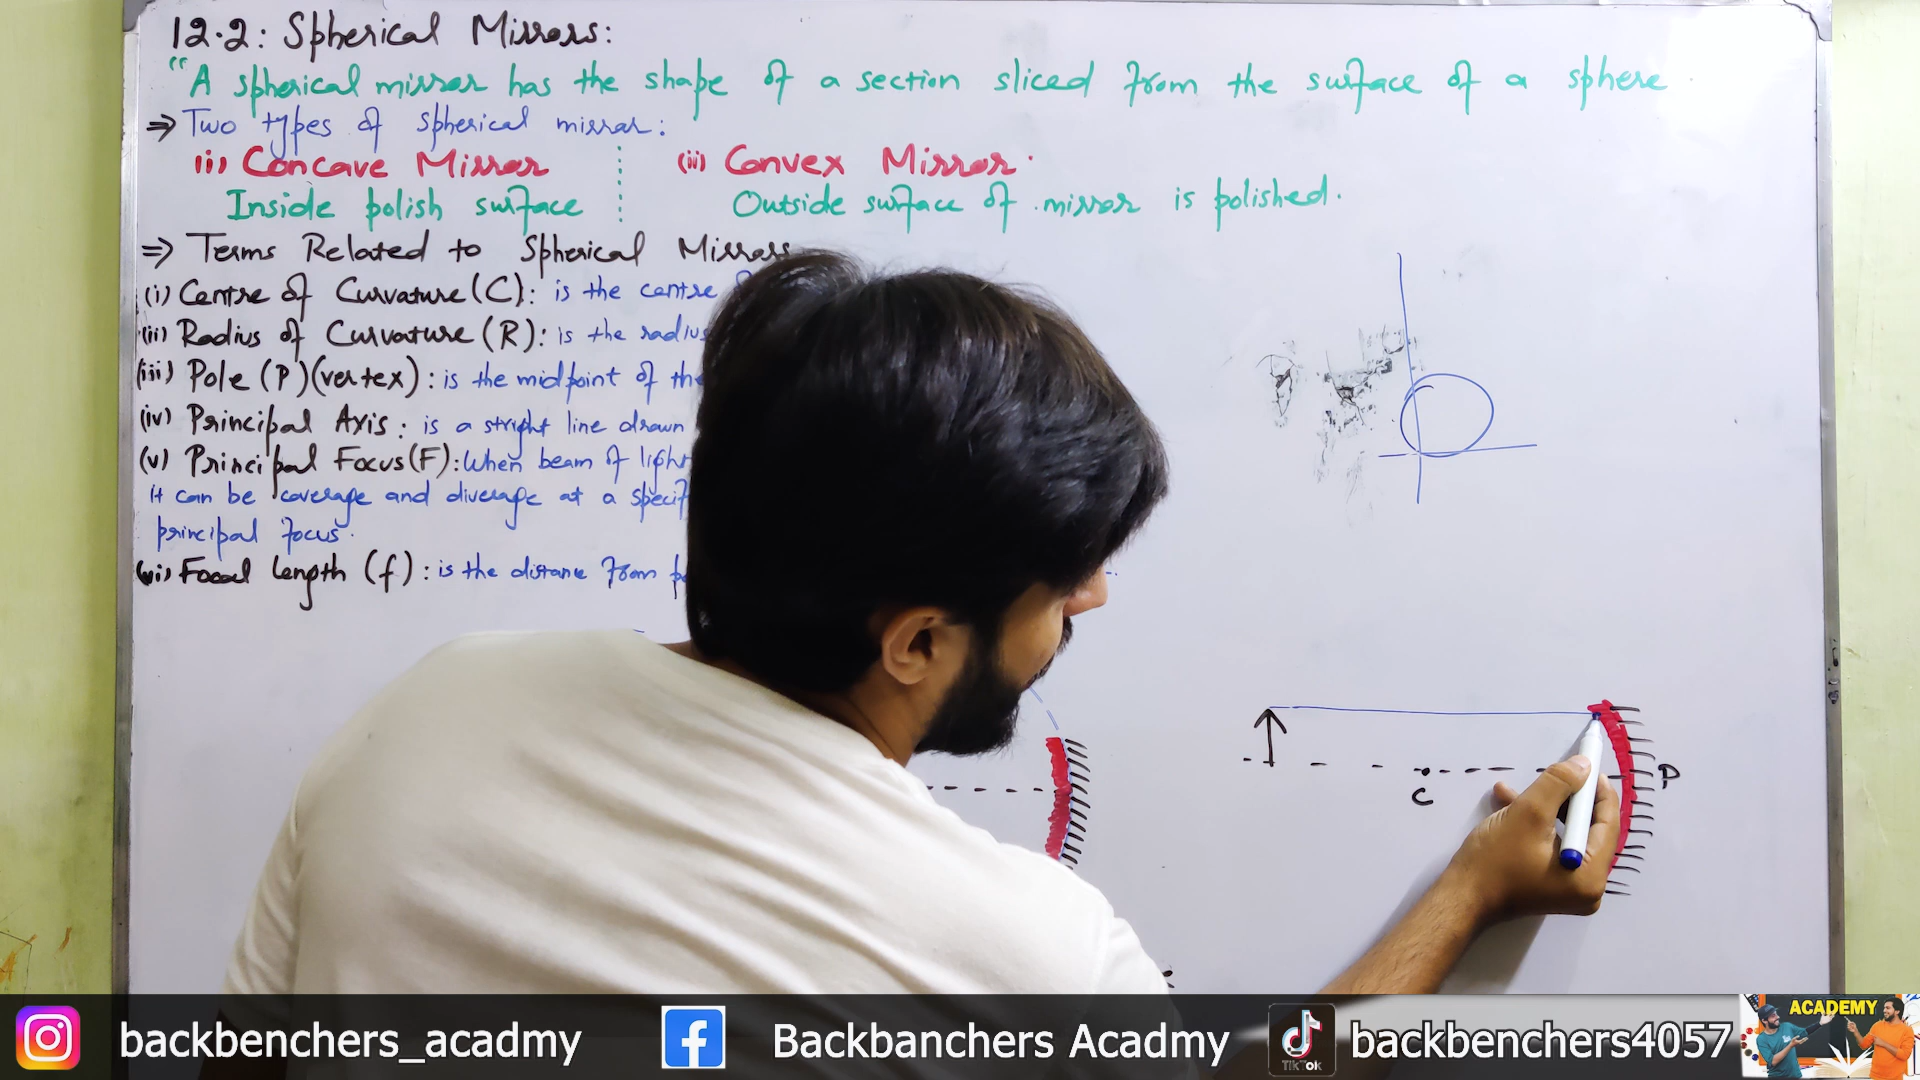 12.2: Spherical Mirrors:
"A spherical mirror has the shape of a section sliced from the surface of a sphere.
⇒ Two types of spherical mirror:
(i) Concave Mirror (ii) Convex Mirror.
Inside polish surface Outside surface of mirror is polished.
⇒ Terms Related to Spherical Mirrors
(i) Centre of Curvature (C): is the centre
(ii) Radius of Curvature (R): is the radius
(iii) Pole (P)(vertex): is the midpoint of the
(iv) Principal Axis: is a stright line drawn
(v) Principal Focus(F): When beam of light
it can be coverage and diverage at a
principal focus.
(vi) Focal length (f): is the distane from
C
P
ACADEMY
backbenchers_acadmy
Backbanchers Acadmy
TikTok
backbenchers4057